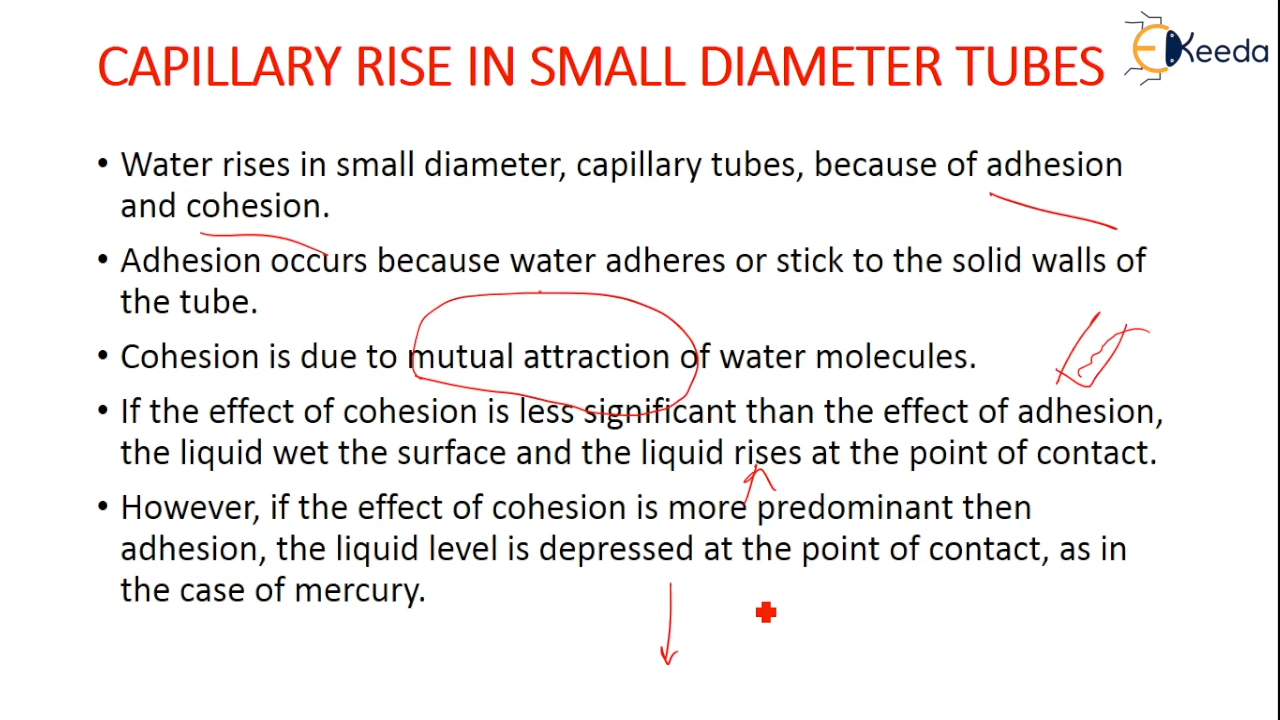 CAPILLARY RISE IN SMALL DIAMETER TUBES
EKeeda
• Water rises in small diameter, capillary tubes, because of adhesion
and cohesion.
• Adhesion occurs because water adheres or stick to the solid walls of
the tube.
• Cohesion is due to mutual attraction of water molecules.
• If the effect of cohesion is less significant than the effect of adhesion,
the liquid wet the surface and the liquid rises at the point of contact.
• However, if the effect of cohesion is more predominant then
adhesion, the liquid level is depressed at the point of contact, as in
the case of mercury.